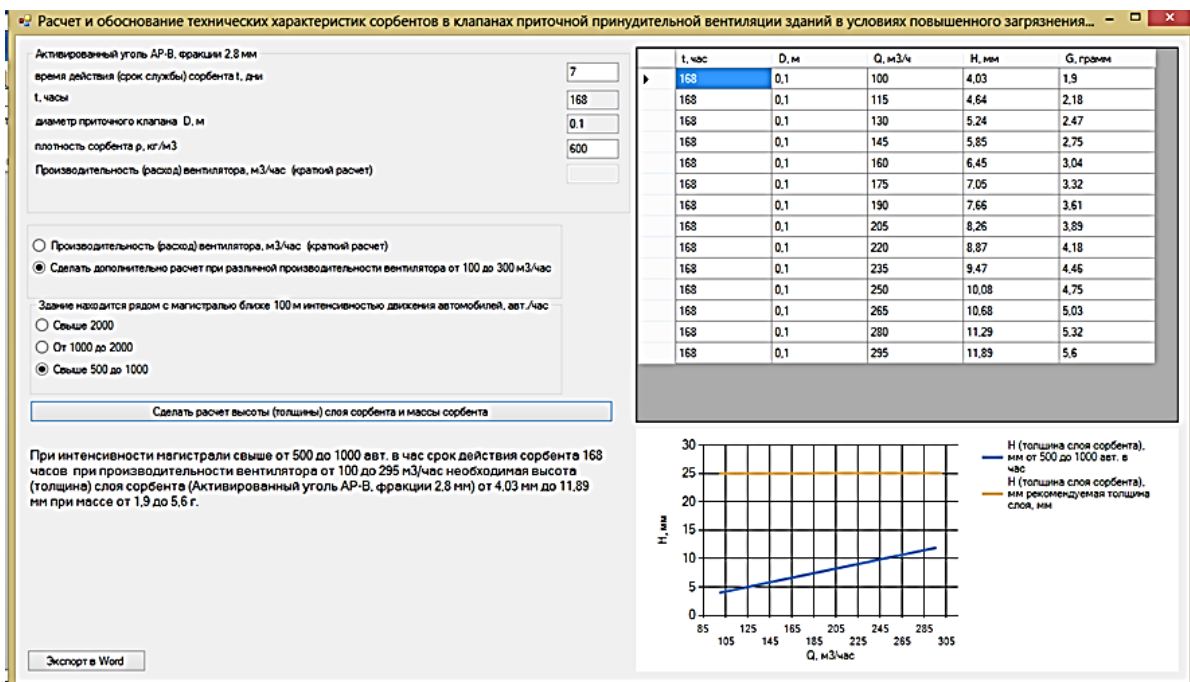 Расчет и обоснование технических характеристик сорбентов в клапанах приточной принудительной вентиляции зданий в условиях повышенного загрязнения...
Активированный уголь АР-В, фракции 2,8 мм
время действия (срок службы) сорбента t, дни 7
t, часы 168
диаметр приточного клапана D, м 0.1
плотность сорбента ρ, кг/м3 600
Производительность (расход) вентилятора, м3/час (краткий расчет)
Производительность (расход) вентилятора, м3/час (краткий расчет)
Сделать дополнительно расчет при различной производительности вентилятора от 100 до 300 м3/час
Здание находится рядом с магистралью ближе 100 м интенсивностью движения автомобилей, авт./час
Свыше 2000
От 1000 до 2000
Свыше 500 до 1000
Сделать расчет высоты (толщины) слоя сорбента и массы сорбента
При интенсивности магистрали свыше от 500 до 1000 авт. в час срок действия сорбента 168
часов при производительности вентилятора от 100 до 295 м3/час необходимая высота
(толщина) слоя сорбента (Активированный уголь АР-В, фракции 2,8 мм) от 4,03 мм до 11,89
мм при массе от 1,9 до 5,6 г.
Экспорт в Word
t, час D, м Q, м3/ч H, мм G, грамм
168 0,1 100 4,03 1,9
168 0,1 115 4,64 2,18
168 0,1 130 5,24 2,47
168 0,1 145 5,85 2,75
168 0,1 160 6,45 3,04
168 0,1 175 7,05 3,32
168 0,1 190 7,66 3,61
168 0,1 205 8,26 3,89
168 0,1 220 8,87 4,18
168 0,1 235 9,47 4,46
168 0,1 250 10,08 4,75
168 0,1 265 10,68 5,03
168 0,1 280 11,29 5,32
168 0,1 295 11,89 5,6
30
25
20
15
10
5
0
H, мм
85 125 165 205 245 285
105 145 185 225 265 305
Q, м3/час
H (толщина слоя сорбента),
мм от 500 до 1000 авт. в
час
H (толщина слоя сорбента),
мм рекомендуемая толщина
слоя, мм